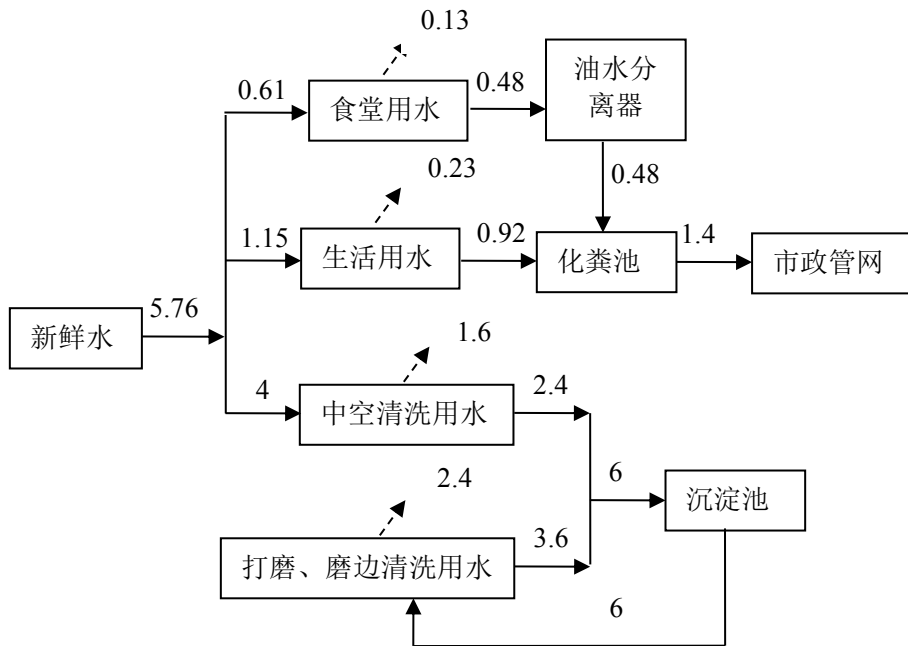 0.13
0.61
食堂用水
0.48
油水分
离器
0.23
0.48
1.15
生活用水
0.92
化粪池
1.4
市政管网
5.76
新鲜水
1.6
4
中空清洗用水
2.4
2.4
6
沉淀池
打磨、磨边清洗用水
3.6
6